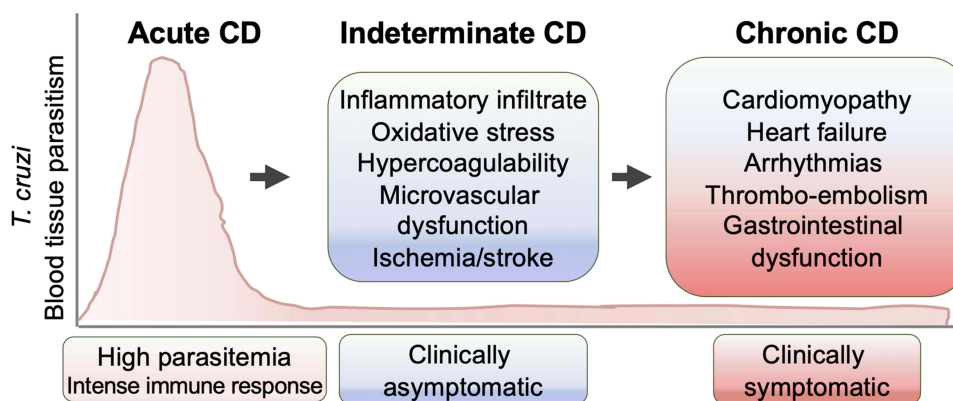 Acute CD
Indeterminate CD
Chronic CD
T. cruzi
Blood tissue parasitism
Inflammatory infiltrate
Oxidative stress
Hypercoagulability
Microvascular
dysfunction
Ischemia/stroke
Cardiomyopathy
Heart failure
Arrhythmias
Thrombo-embolism
Gastrointestinal
dysfunction
High parasitemia
Intense immune response
Clinically
asymptomatic
Clinically
symptomatic